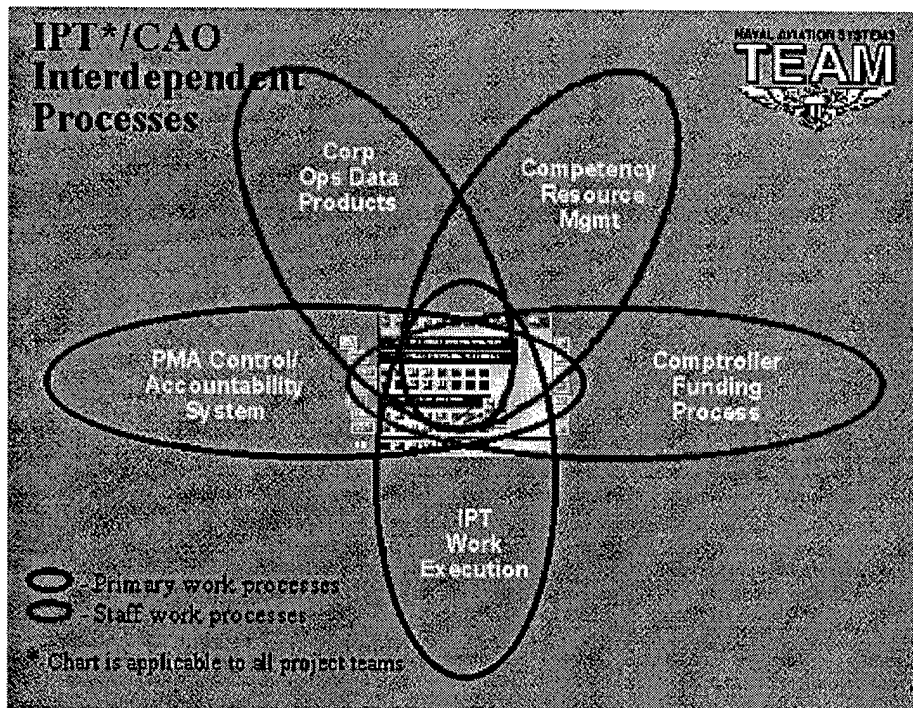 IPT*/CAO
Interdependent
Processes
NAVAL AVIATION SYSTEMS
TEAM
Corp
Ops Data
Products
Competency
Resource
Mgmt
PMA Control/
Accountability
System
Comptroller
Funding
Process
IPT
Work
Execution
- Primary work processes
- Staff work processes
* Chart is applicable to all project teams